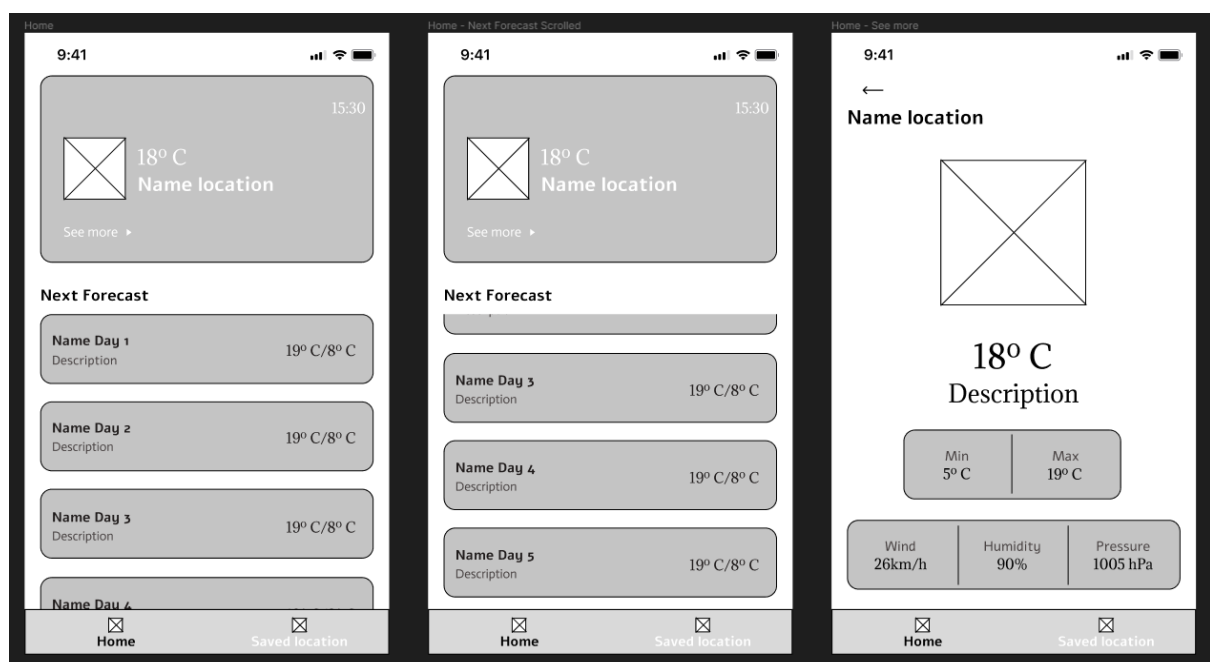 Home
9:41
15:30
18º C
Name location
See more
Next Forecast
Name Day 1
Description
19º C/8º C
Name Day 2
Description
19º C/8º C
Name Day 3
Description
19º C/8º C
Name Day 4
Home
Saved location
Home - Next Forecast Scrolled
9:41
15:30
18º C
Name location
See more
Next Forecast
Name Day 3
Description
19º C/8º C
Name Day 4
Description
19º C/8º C
Name Day 5
Description
19º C/8º C
Home
Saved location
Home - See more
9:41
Name location
18º C
Description
Min
5º C
Max
19º C
Wind
26km/h
Humidity
90%
Pressure
1005 hPa
Home
Saved location